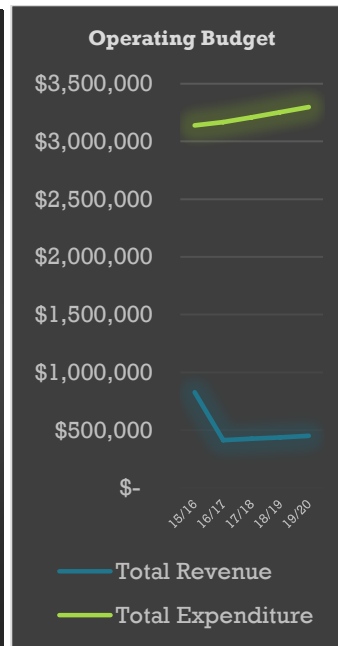 Operating Budget
$3,500,000
$3,000,000
$2,500,000
$2,000,000
$1,500,000
$1,000,000
$500,000
$-
15/16 16/17 17/18 18/19 19/20
Total Revenue
Total Expenditure